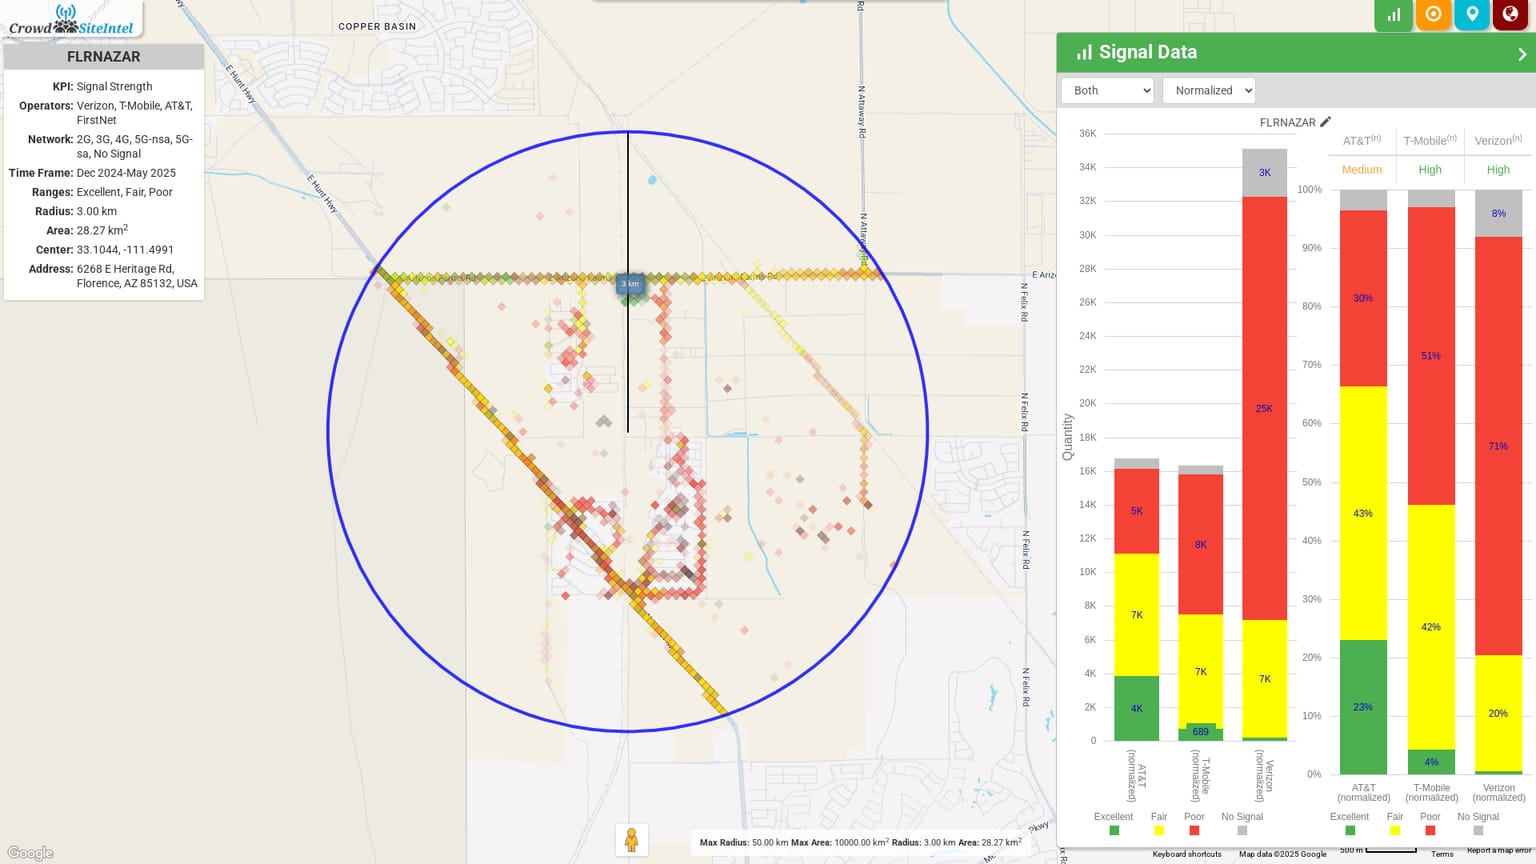 Crowd SiteIntel
FLRNAZAR
KPI: Signal Strength
Operators: Verizon, T-Mobile, AT&T,
FirstNet
Network: 2G, 3G, 4G, 5G-nsa, 5G-
sa, No Signal
Time Frame: Dec 2024-May 2025
Ranges: Excellent, Fair, Poor
Radius: 3.00 km
Area: 28.27 km²
Center: 33.1044, -111.4991
Address: 6268 E Heritage Rd,
Florence, AZ 85132, USA
COPPER BASIN
E Hunt Hwy
E Hunt Hwy
N Attaway Rd
N Attaway Rd
E Ariz
3 km
N Felix Rd
N Felix Rd
N Felix Rd
N Felix Rd
Google
Max Radius: 50.00 km Max Area: 10000.00 km² Radius: 3.00 km Area: 28.27 km²
Signal Data
Both
Normalized
FLRNAZAR
Quantity
36K
34K
32K
30K
28K
26K
24K
22K
20K
18K
16K
14K
12K
10K
8K
6K
4K
2K
0
5K
7K
4K
8K
7K
689
3K
25K
7K
AT&T (normalized)
T-Mobile (normalized)
Verizon (normalized)
Excellent Fair Poor No Signal
AT&T(n) T-Mobile(n) Verizon(n)
Medium High High
100%
90%
80%
70%
60%
50%
40%
30%
20%
10%
0%
30%
43%
23%
51%
42%
4%
8%
71%
20%
AT&T (normalized)
T-Mobile (normalized)
Verizon (normalized)
Excellent Fair Poor No Signal
Keyboard shortcuts
Map data ©2025 Google
500 m
Terms
Report a map error